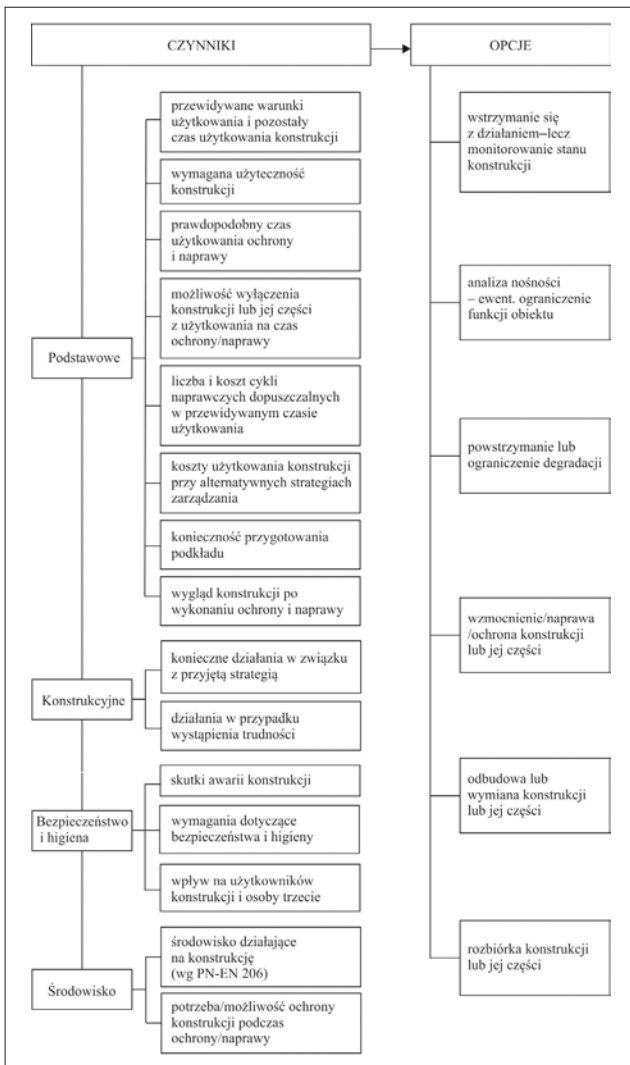 CZYNNIKI
OPCJE
Podstawowe
przewidywane warunki
użytkowania i pozostały
czas użytkowania konstrukcji
wymagana użyteczność
konstrukcji
prawdopodobny czas
użytkowania ochrony
i naprawy
możliwość wyłączenia
konstrukcji lub jej części
z użytkowania na czas
ochrony/naprawy
liczba i koszt cykli
naprawczych dopuszczalnych
w przewidywanym czasie
użytkowania
koszty użytkowania konstrukcji
przy alternatywnych strategiach
zarządzania
konieczność przygotowania
podkładu
wygląd konstrukcji po
wykonaniu ochrony i naprawy
Konstrukcyjne
konieczne działania w związku
z przyjętą strategią
działania w przypadku
wystąpienia trudności
Bezpieczeństwo
i higiena
skutki awarii konstrukcji
wymagania dotyczące
bezpieczeństwa i higieny
wpływ na użytkowników
konstrukcji i osoby trzecie
Środowisko
środowisko działające
na konstrukcję
(wg PN-EN 206)
potrzeba/możliwość ochrony
konstrukcji podczas
ochrony/naprawy
wstrzymanie się
z działaniem–lecz
monitorowanie stanu
konstrukcji
analiza nośności
– ewent. ograniczenie
funkcji obiektu
powstrzymanie lub
ograniczenie degradacji
wzmocnienie/naprawa
/ochrona konstrukcji
lub jej części
odbudowa lub
wymiana konstrukcji
lub jej części
rozbiórka konstrukcji
lub jej części